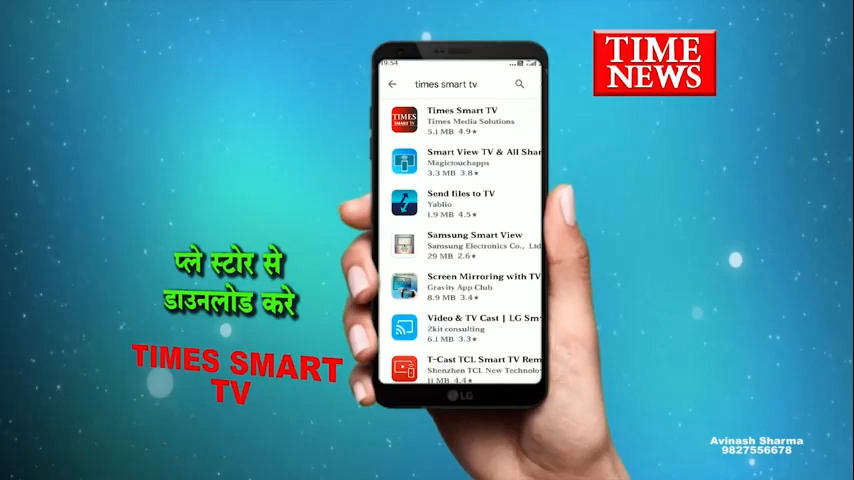 TIME
NEWS
19:54
times smart tv
Times Smart TV
Times Media Solutions
5.1 MB 4.9★
Smart View TV & All Shar
Magictouchapps
3.3 MB 3.8★
Send files to TV
Yablio
1.9 MB 4.5★
Samsung Smart View
Samsung Electronics Co., Ltd
29 MB 2.6★
Screen Mirroring with TV
Gravity App Club
8.9 MB 3.4★
Video & TV Cast | LG Sm
2kit consulting
6.1 MB 3.3★
T-Cast TCL Smart TV Rem
Shenzhen TCL New Technolo
11 MB 4.4★
LG
प्ले स्टोर से
डाउनलोड करे
TIMES SMART
TV
TIMES
SMART TV
Avinash Sharma
9827556678